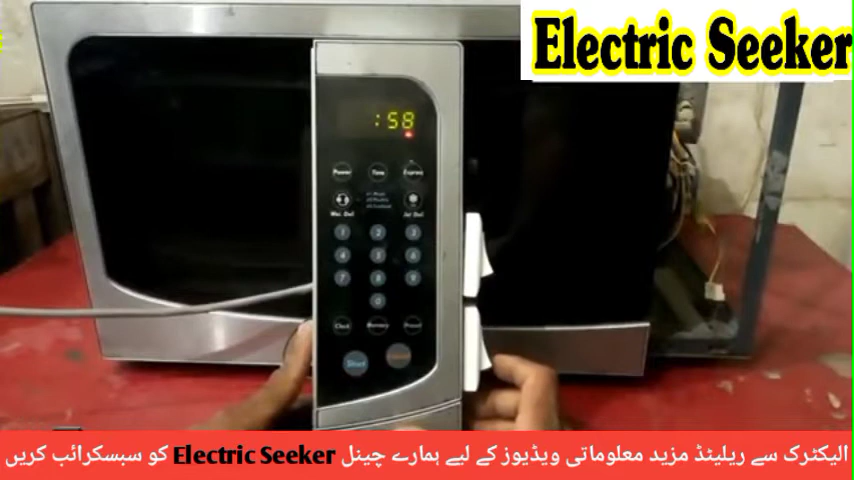 Electric Seeker
:58
Power Time Express
Wei. Def. Jet Def.
1 2 3
4 5 6
7 8 9
0
Clock Memory Preset
Start
الیکٹرک سے ریلیٹڈ مزید معلوماتی ویڈیوز کے لیے ہمارے چینل Electric Seeker کو سبسکرائب کریں